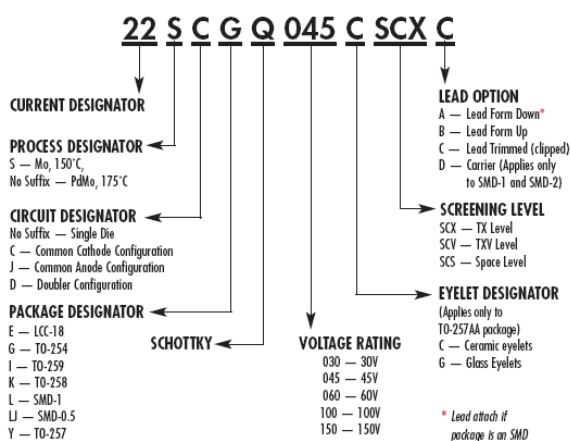 22 S C G Q 045 C SCX C
CURRENT DESIGNATOR
PROCESS DESIGNATOR
S — Mo, 150°C,
No Suffix — PdMo, 175°C
CIRCUIT DESIGNATOR
No Suffix — Single Die
C — Common Cathode Configuration
J — Common Anode Configuration
D — Doubler Configuration
PACKAGE DESIGNATOR
E — LCC-18
G — TO-254
I — TO-259
K — TO-258
L — SMD-1
LJ — SMD-0.5
Y — TO-257
SCHOTTKY
VOLTAGE RATING
030 — 30V
045 — 45V
060 — 60V
100 — 100V
150 — 150V
LEAD OPTION
A — Lead Form Down*
B — Lead Form Up
C — Lead Trimmed (clipped)
D — Carrier (Applies only
to SMD-1 and SMD-2)
SCREENING LEVEL
SCX — TX Level
SCV — TXV Level
SCS — Space Level
EYELET DESIGNATOR
(Applies only to
TO-257AA package)
C — Ceramic eyelets
G — Glass Eyelets
* Lead attach if
package is an SMD